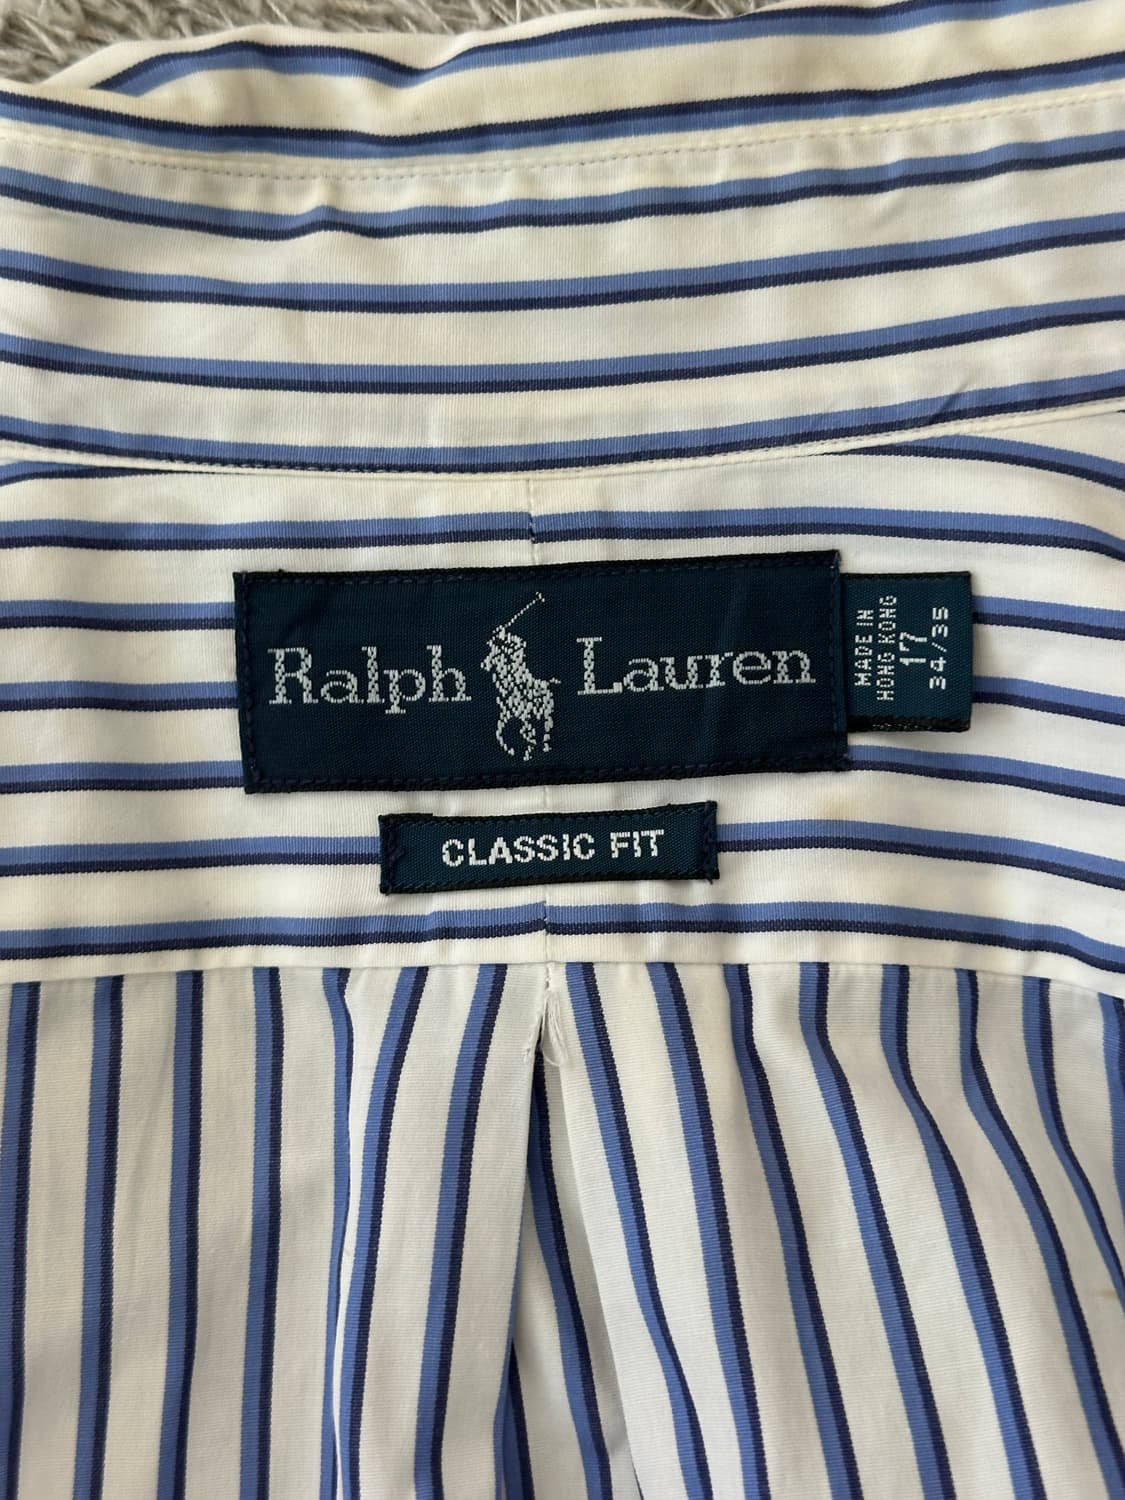 Ralph Lauren
MADE IN
HONG KONG
17
34/35
CLASSIC FIT